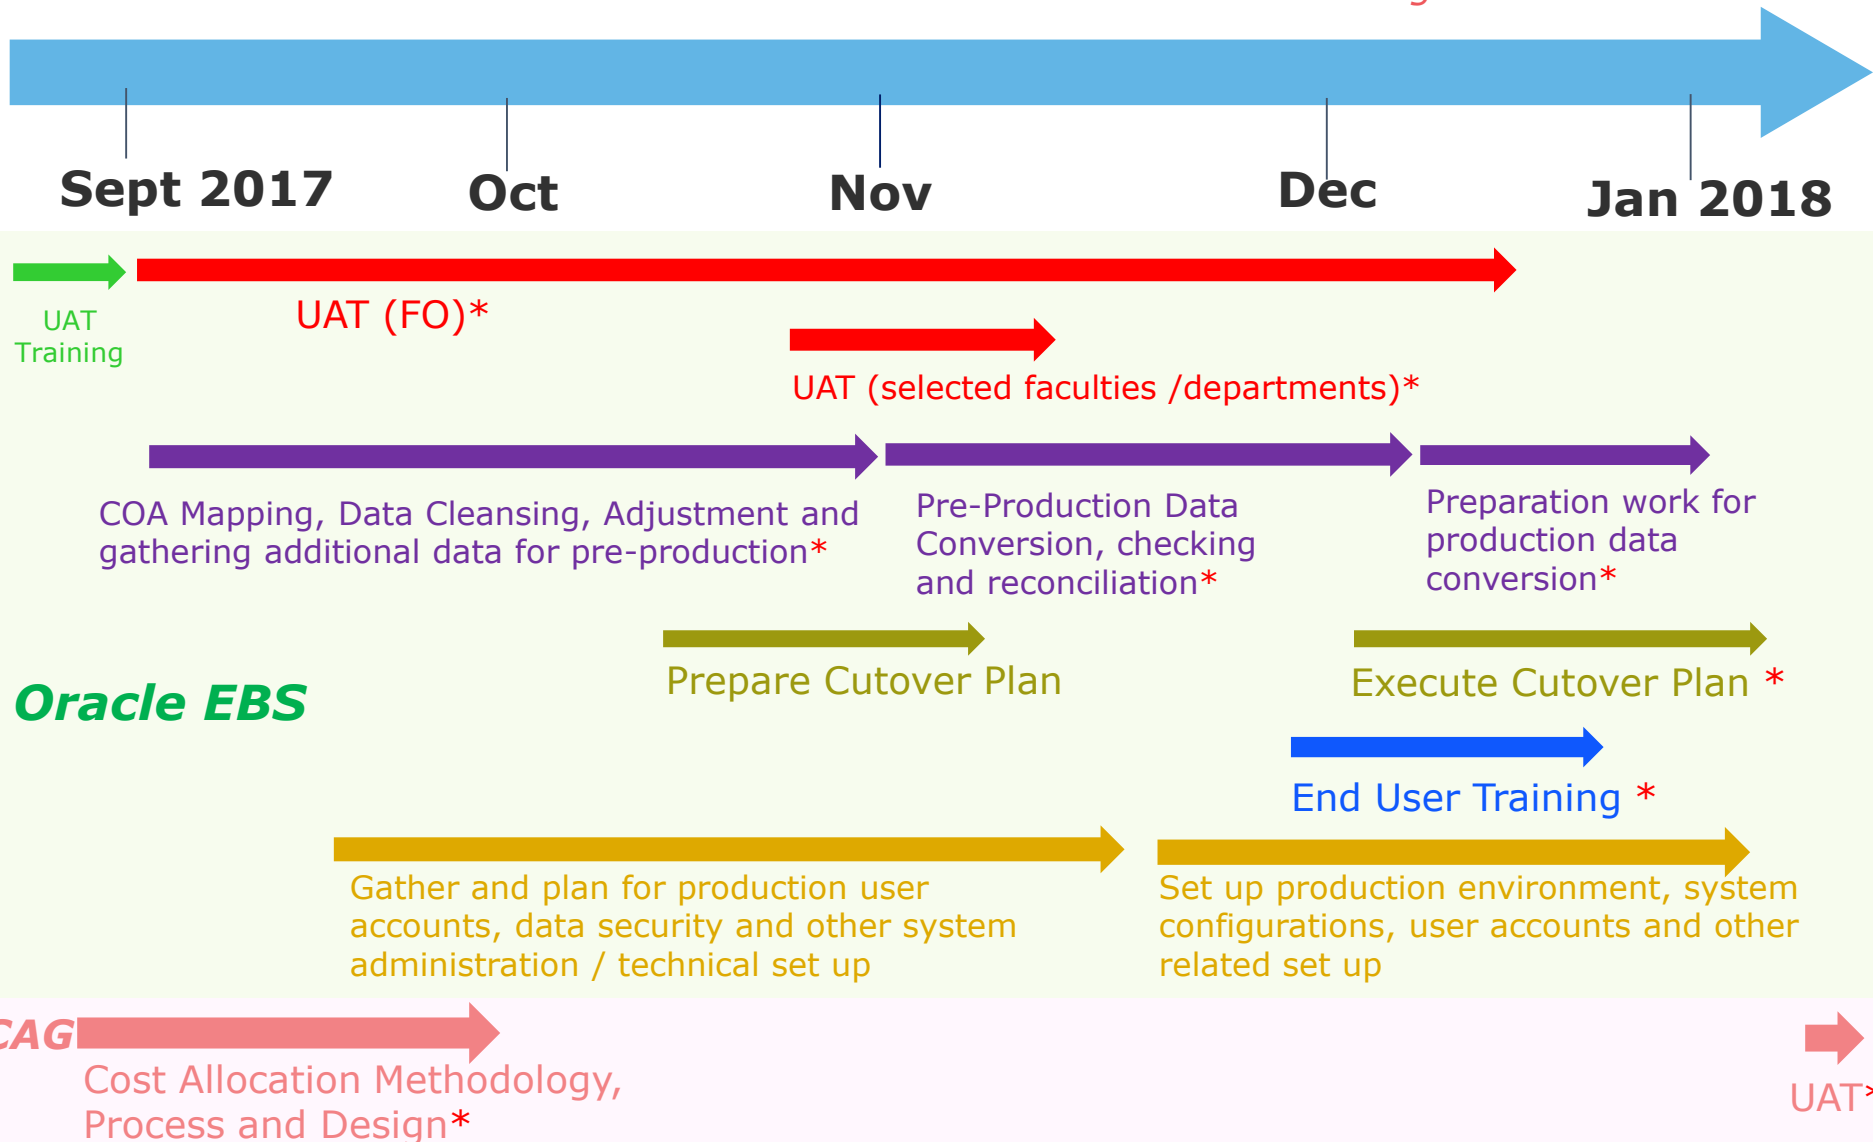 Sept 2017
Oct
Nov
Dec
Jan 2018
UAT
Training
UAT (FO)*
UAT (selected faculties /departments)*
COA Mapping, Data Cleansing, Adjustment and
gathering additional data for pre-production*
Pre-Production Data
Conversion, checking
and reconciliation*
Preparation work for
production data
conversion*
Prepare Cutover Plan
Execute Cutover Plan *
Oracle EBS
End User Training *
Gather and plan for production user
accounts, data security and other system
administration / technical set up
Set up production environment, system
configurations, user accounts and other
related set up
CAG
Cost Allocation Methodology,
Process and Design*
UAT*